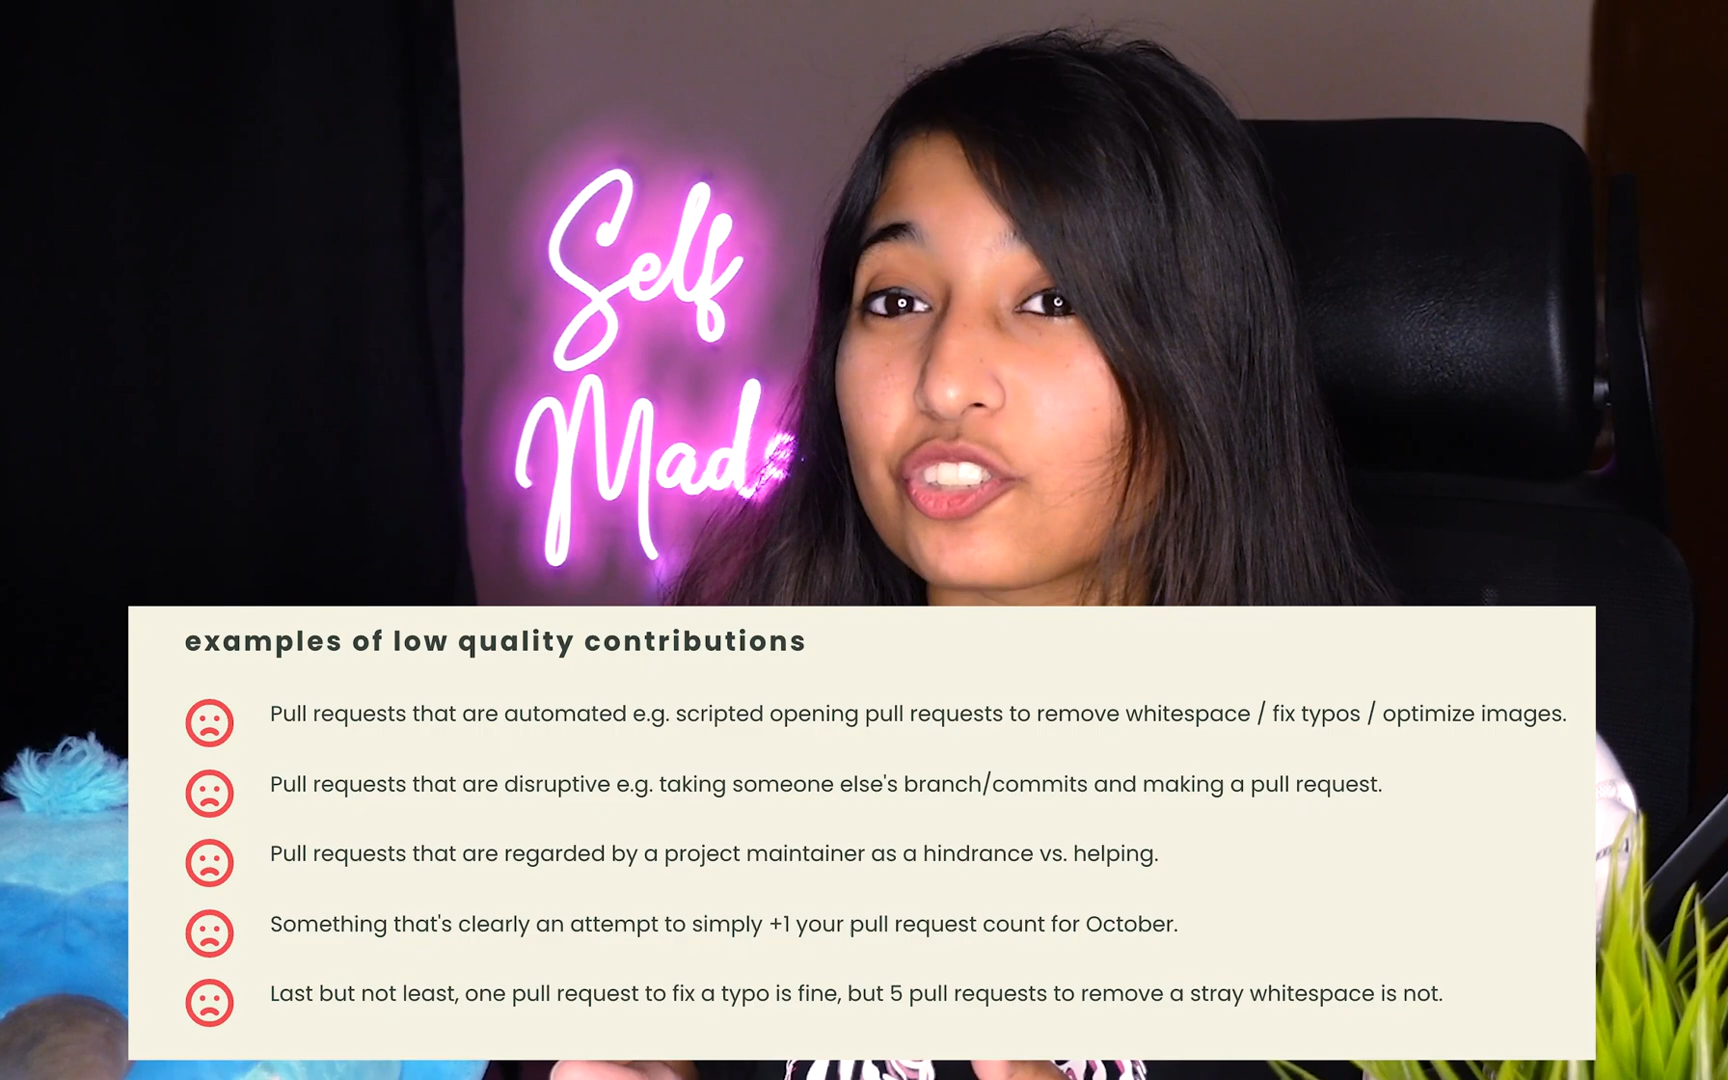 Self
Made
examples of low quality contributions
Pull requests that are automated e.g. scripted opening pull requests to remove whitespace / fix typos / optimize images.
Pull requests that are disruptive e.g. taking someone else's branch/commits and making a pull request.
Pull requests that are regarded by a project maintainer as a hindrance vs. helping.
Something that's clearly an attempt to simply +1 your pull request count for October.
Last but not least, one pull request to fix a typo is fine, but 5 pull requests to remove a stray whitespace is not.